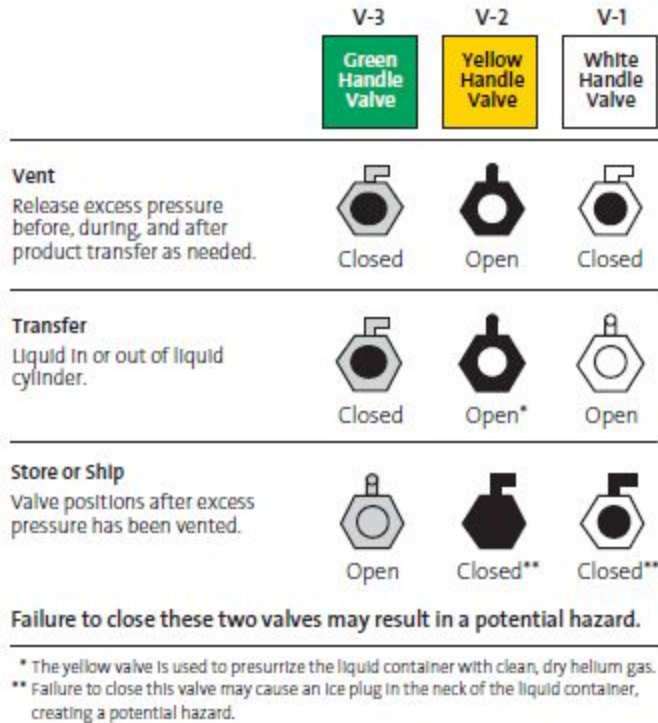 V-3 V-2 V-1
Green Handle Valve Yellow Handle Valve White Handle Valve
Vent
Release excess pressure
before, during, and after
product transfer as needed.
Closed Open Closed
Transfer
Liquid in or out of liquid
cylinder.
Closed Open* Open
Store or Ship
Valve positions after excess
pressure has been vented.
Open Closed** Closed**
Failure to close these two valves may result in a potential hazard.
* The yellow valve is used to presurrize the liquid container with clean, dry helium gas.
** Failure to close this valve may cause an ice plug in the neck of the liquid container,
creating a potential hazard.